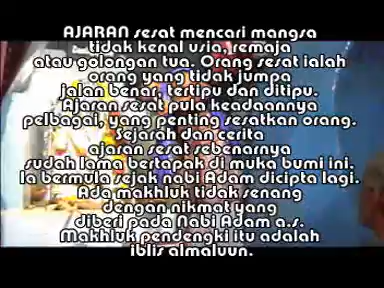 AJARAN sesat mencari mangsa
tidak kenal usia, remaja
atau golongan tua. Orang sesat ialah
orang yang tidak jumpa
jalan benar, tertipu dan ditipu.
Ajaran sesat pula keadaannya
pelbagai, yang penting sesatkan orang.
Sejarah dan cerita
ajaran sesat sebenarnya
sudah lama bertapak di muka bumi ini.
Ia bermula sejak nabi Adam dicipta lagi.
Ada makhluk tidak senang
dengan nikmat yang
diberi pada Nabi Adam a.s.
Makhluk pendengki itu adalah
iblis almaluun.